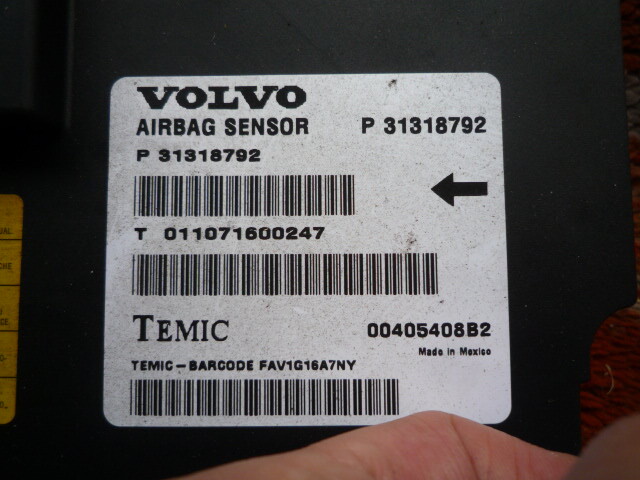 VOLVO
AIRBAG SENSOR P 31318792
P 31318792
T 011071600247
TEMIC 00405408B2
Made in Mexico
TEMIC-BARCODE FAV1G16A7NY